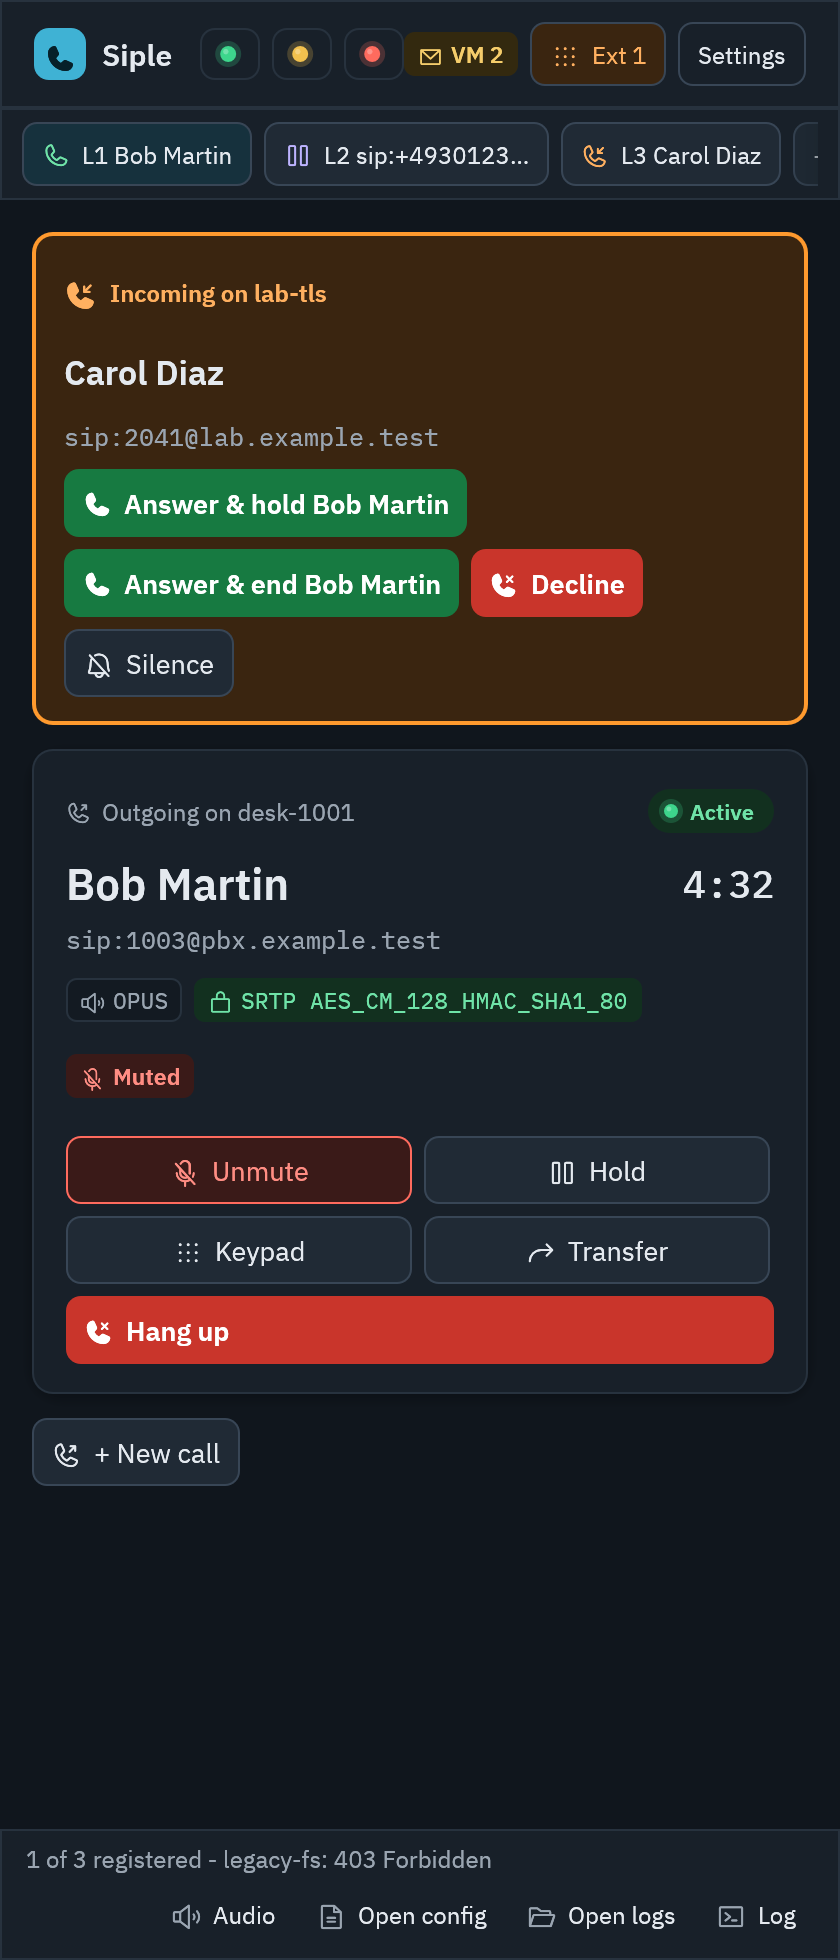 Siple VM 2 Ext 1 Settings
L1 Bob Martin L2 sip:+4930123... L3 Carol Diaz
Incoming on lab-tls
Carol Diaz
sip:2041@lab.example.test
Answer & hold Bob Martin
Answer & end Bob Martin Decline
Silence
Outgoing on desk-1001 Active
Bob Martin 4:32
sip:1003@pbx.example.test
OPUS SRTP AES_CM_128_HMAC_SHA1_80
Muted
Unmute Hold
Keypad Transfer
Hang up
+ New call
1 of 3 registered - legacy-fs: 403 Forbidden
Audio Open config Open logs Log